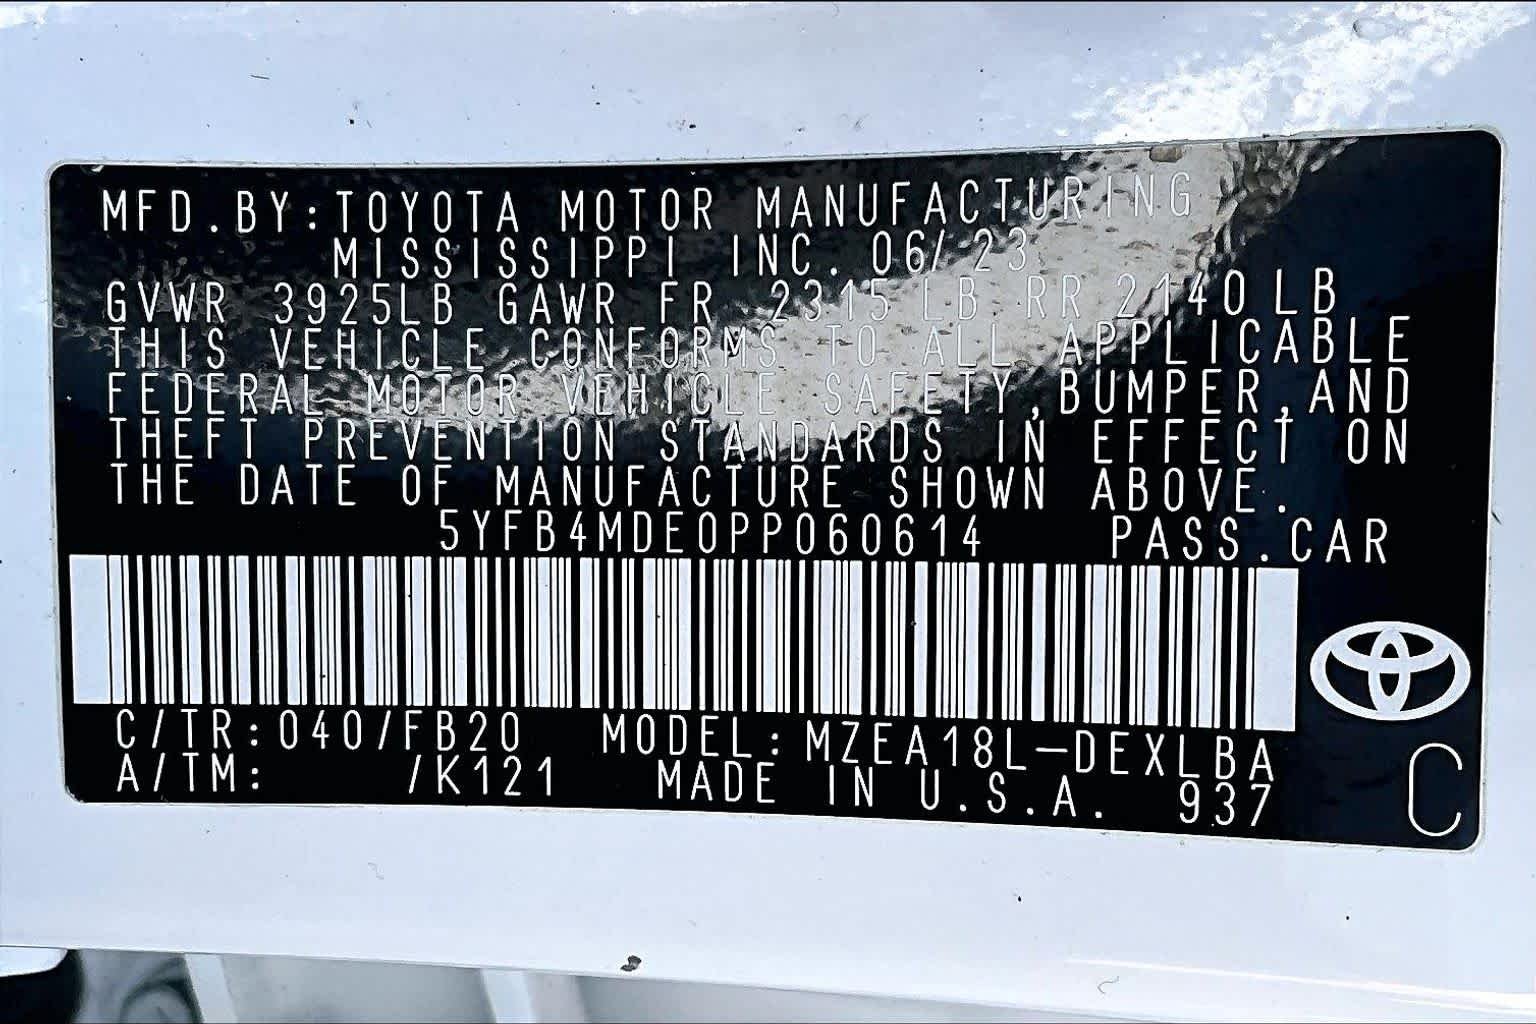 MFD.BY:TOYOTA MOTOR MANUFACTURING
MISSISSIPPI INC. 06/23
GVWR 3925LB GAWR FR 2315LB RR 2140LB
THIS VEHICLE CONFORMS TO ALL APPLICABLE
FEDERAL MOTOR VEHICLE SAFETY,BUMPER,AND
THEFT PREVENTION STANDARDS IN EFFECT ON
THE DATE OF MANUFACTURE SHOWN ABOVE.
5YFB4MDE0PP060614 PASS.CAR
C/TR:040/FB20 MODEL:MZEA18L-DEXLBA
A/TM: /K121 MADE IN U.S.A. 937
C